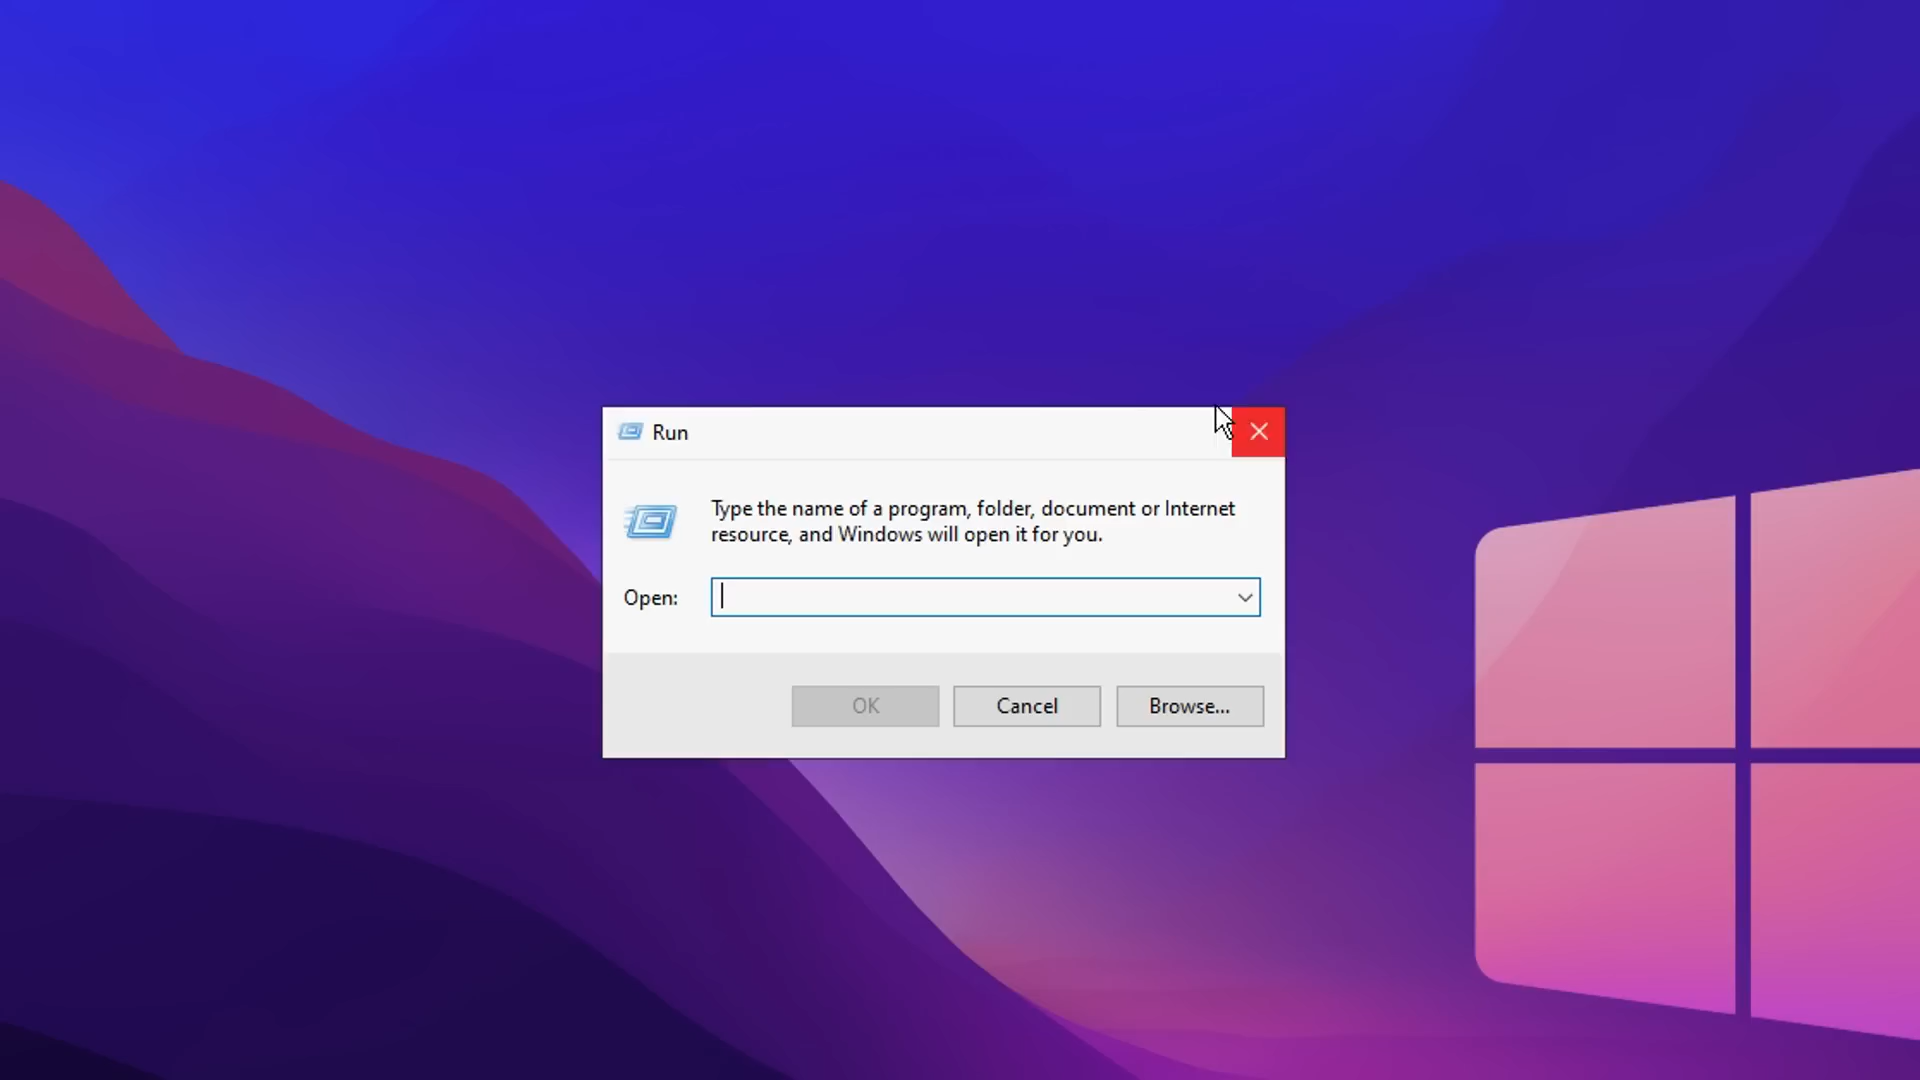 Run
Type the name of a program, folder, document or Internet
resource, and Windows will open it for you.
Open:
OK
Cancel
Browse...